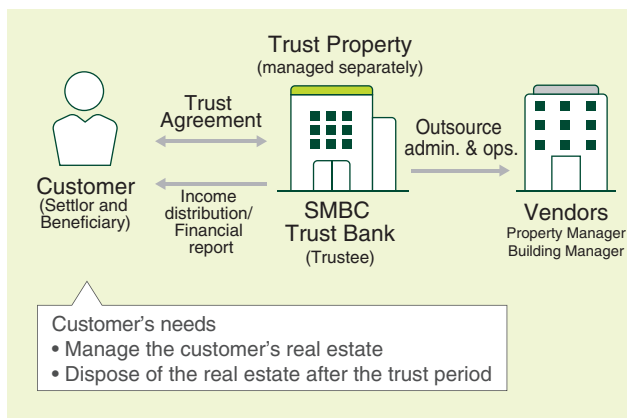 Trust Property
(managed separately)
Trust
Agreement
Outsource
admin. & ops.
Customer
(Settlor and
Beneficiary)
Income
distribution/
Financial
report
SMBC
Trust Bank
(Trustee)
Vendors
Property Manager
Building Manager
Customer’s needs
• Manage the customer’s real estate
• Dispose of the real estate after the trust period